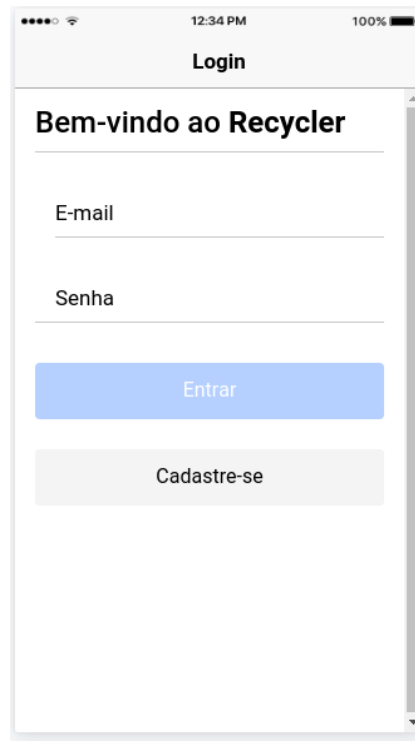 12:34 PM 100%
Login
Bem-vindo ao Recycler
E-mail
Senha
Entrar
Cadastre-se